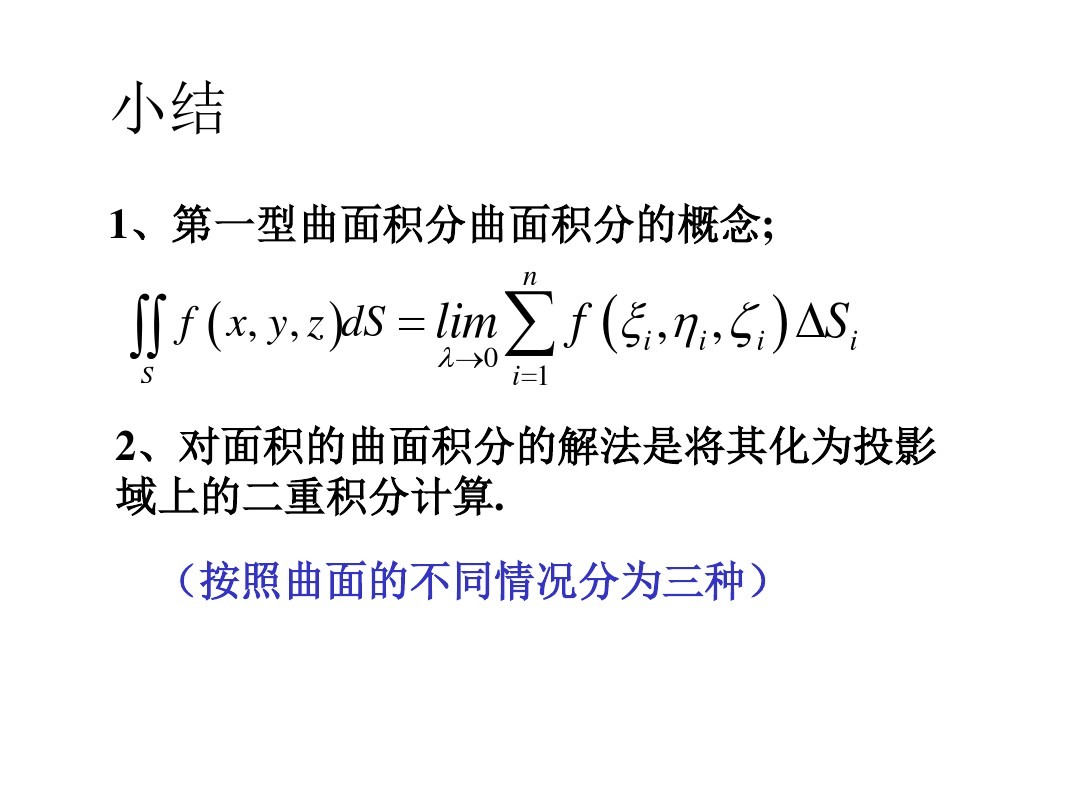 小结
1、第一型曲面积分曲面积分的概念;
∬_S f(x, y, z)dS = lim_{λ→0} ∑_{i=1}^{n} f(ξ_i, η_i, ζ_i)ΔS_i
2、对面积的曲面积分的解法是将其化为投影
域上的二重积分计算.
（按照曲面的不同情况分为三种）